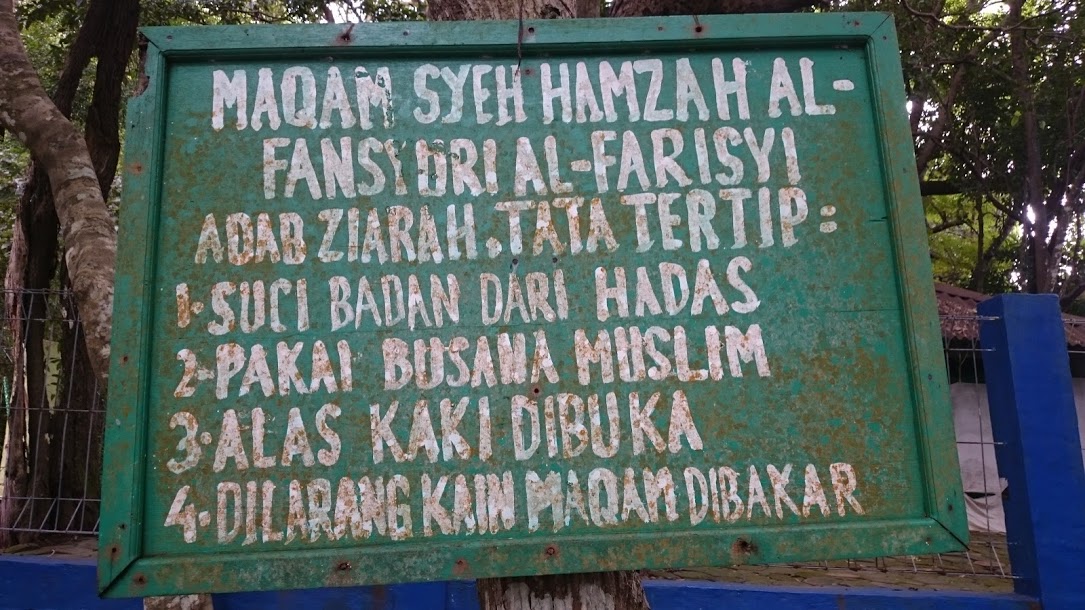 MAQAM SYEH HAMZAH AL-
FANSYURI AL-FARISYI
ADAB ZIARAH. TATA TERTIP:
1. SUCI BADAN DARI HADAS
2. PAKAI BUSANA MUSLIM
3. ALAS KAKI DIBUKA
4. DILARANG KAIN MAQAM DIBAKAR